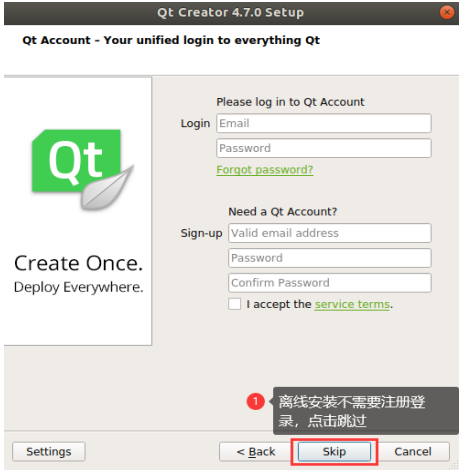 Qt Creator 4.7.0 Setup
Qt Account – Your unified login to everything Qt
Qt
Create Once.
Deploy Everywhere.
Please log in to Qt Account
Login Email
Password
Forgot password?
Need a Qt Account?
Sign-up Valid email address
Password
Confirm Password
I accept the service terms.
1 离线安装不需要注册登
录，点击跳过
Settings < Back Skip Cancel